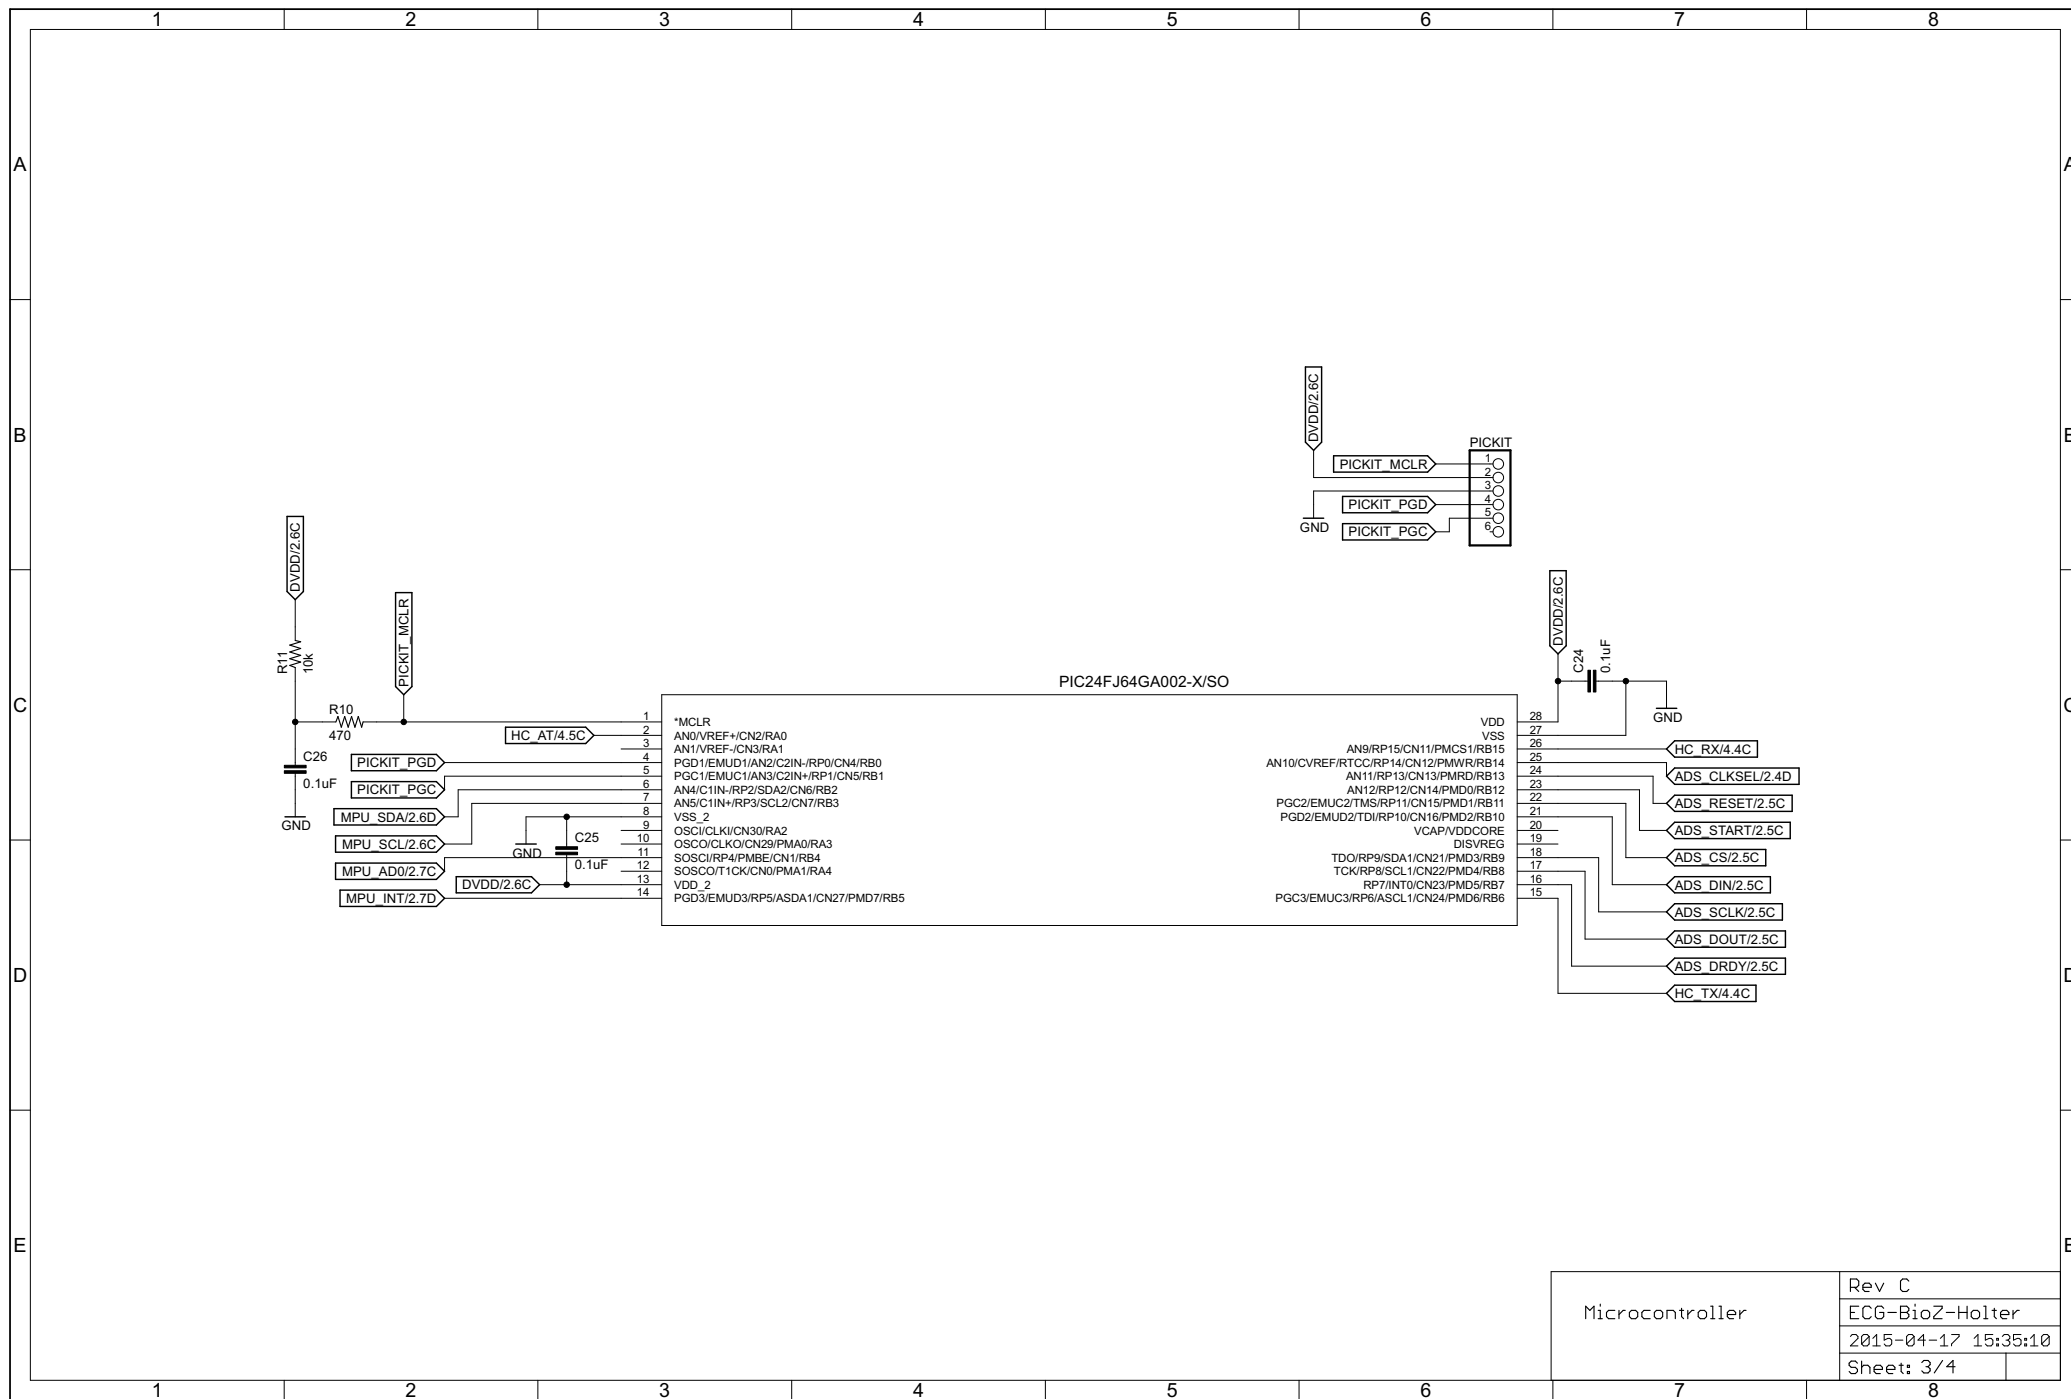 1 2 3 4 5 6 7 8
A A
DVDD/2.6C
B B
PICKIT
PICKIT_MCLR 1
2
3
PICKIT_PGD 4
GND 5
PICKIT_PGC 6
DVDD/2.6C
PICKIT_MCLR
DVDD/2.6C
R11 10k
C24 0.1uF
PIC24FJ64GA002-X/SO
C C
R10
470
GND
1 *MCLR VDD 28
HC_AT/4.5C 2 AN0/VREF+/CN2/RA0 VSS 27
3 AN1/VREF-/CN3/RA1 AN9/RP15/CN11/PMCS1/RB15 26 HC_RX/4.4C
PICKIT_PGD 4 PGD1/EMUD1/AN2/C2IN-/RP0/CN4/RB0 AN10/CVREF/RTCC/RP14/CN12/PMWR/RB14 25
PICKIT_PGC 5 PGC1/EMUC1/AN3/C2IN+/RP1/CN5/RB1 AN11/RP13/CN13/PMRD/RB13 24 ADS_CLKSEL/2.4D
6 AN4/C1IN-/RP2/SDA2/CN6/RB2 AN12/RP12/CN14/PMD0/RB12 23
7 AN5/C1IN+/RP3/SCL2/CN7/RB3 PGC2/EMUC2/TMS/RP11/CN15/PMD1/RB11 22 ADS_RESET/2.5C
MPU_SDA/2.6D 8 VSS_2 PGD2/EMUD2/TDI/RP10/CN16/PMD2/RB10 21
9 OSCI/CLKI/CN30/RA2 VCAP/VDDCORE 20 ADS_START/2.5C
MPU_SCL/2.6C 10 OSCO/CLKO/CN29/PMA0/RA3 DISVREG 19
11 SOSCI/RP4/PMBE/CN1/RB4 TDO/RP9/SDA1/CN21/PMD3/RB9 18 ADS_CS/2.5C
MPU_AD0/2.7C 12 SOSCO/T1CK/CN0/PMA1/RA4 TCK/RP8/SCL1/CN22/PMD4/RB8 17
DVDD/2.6C 13 VDD_2 RP7/INT0/CN23/PMD5/RB7 16 ADS_DIN/2.5C
MPU_INT/2.7D 14 PGD3/EMUD3/RP5/ASDA1/CN27/PMD7/RB5 PGC3/EMUC3/RP6/ASCL1/CN24/PMD6/RB6 15
C26
0.1uF
GND
C25
0.1uF
GND
ADS_SCLK/2.5C
ADS_DOUT/2.5C
ADS_DRDY/2.5C
HC_TX/4.4C
D D
E E
Microcontroller
Rev C
ECG-BioZ-Holter
2015-04-17 15:35:10
Sheet: 3/4
1 2 3 4 5 6 7 8